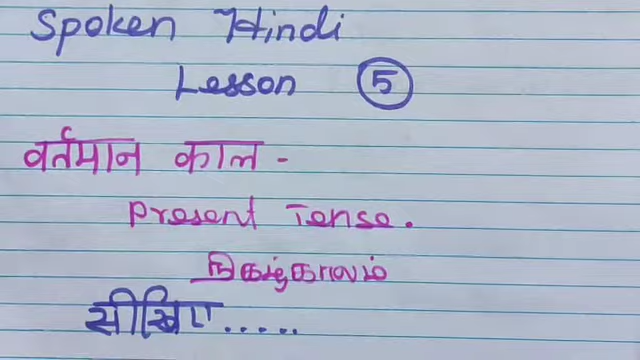 Spoken Hindi
Lesson 5
वर्तमान काल -
Present Tense.
நிகழ்காலம்
सीखिए.....